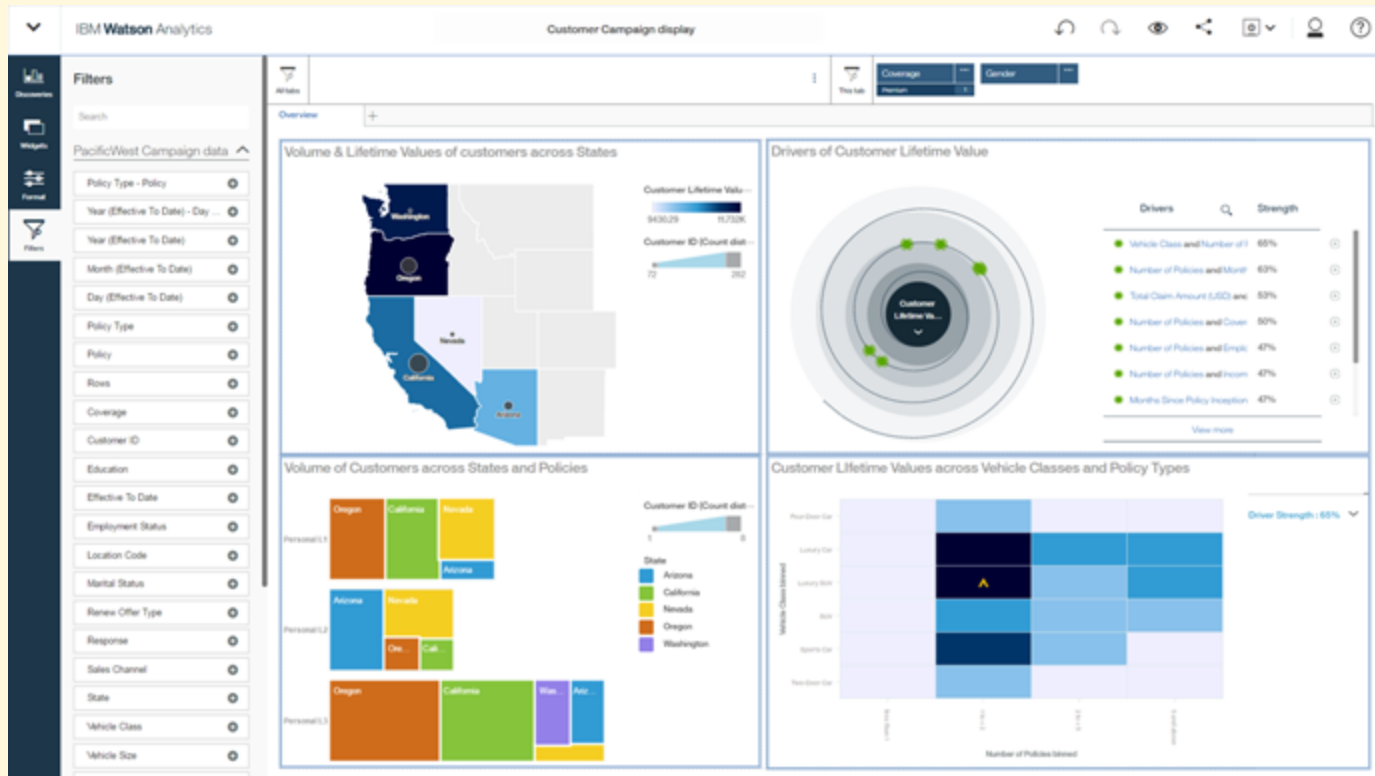 IBM Watson Analytics
Customer Campaign display
Discoveries
Widgets
Format
Filters
Filters
Search
PacificWest Campaign data
Policy Type - Policy
Year (Effective To Date) - Day ...
Year (Effective To Date)
Month (Effective To Date)
Day (Effective To Date)
Policy Type
Policy
Rows
Coverage
Customer ID
Education
Effective To Date
Employment Status
Location Code
Marital Status
Renew Offer Type
Response
Sales Channel
State
Vehicle Class
Vehicle Size
All tabs
This tab
Coverage
Premium
Gender
Overview
Volume & Lifetime Values of customers across States
Washington
Oregon
Nevada
California
Arizona
Customer Lifetime Valu...
9430.29 11.732K
Customer ID (Count dist...
72 262
Drivers of Customer Lifetime Value
Customer
Lifetime Va...
Drivers Strength
Vehicle Class and Number of 65%
Number of Policies and Month 63%
Total Claim Amount (USD) and 53%
Number of Policies and Cover 50%
Number of Policies and Emplo 47%
Number of Policies and Incom 47%
Months Since Policy Inception 47%
View more
Volume of Customers across States and Policies
Personal L1
Oregon California Nevada
Arizona
Personal L2
Arizona Nevada
Ore... Cali...
Personal L3
Oregon California Was... Ariz...
Customer ID (Count dist...
1 8
State
Arizona
California
Nevada
Oregon
Washington
Customer LIfetime Values across Vehicle Classes and Policy Types
Driver Strength : 65%
Vehicle Class binned
Four-Door Car
Luxury Car
Luxury SUV
SUV
Sports Car
Two-Door Car
Number of Policies binned